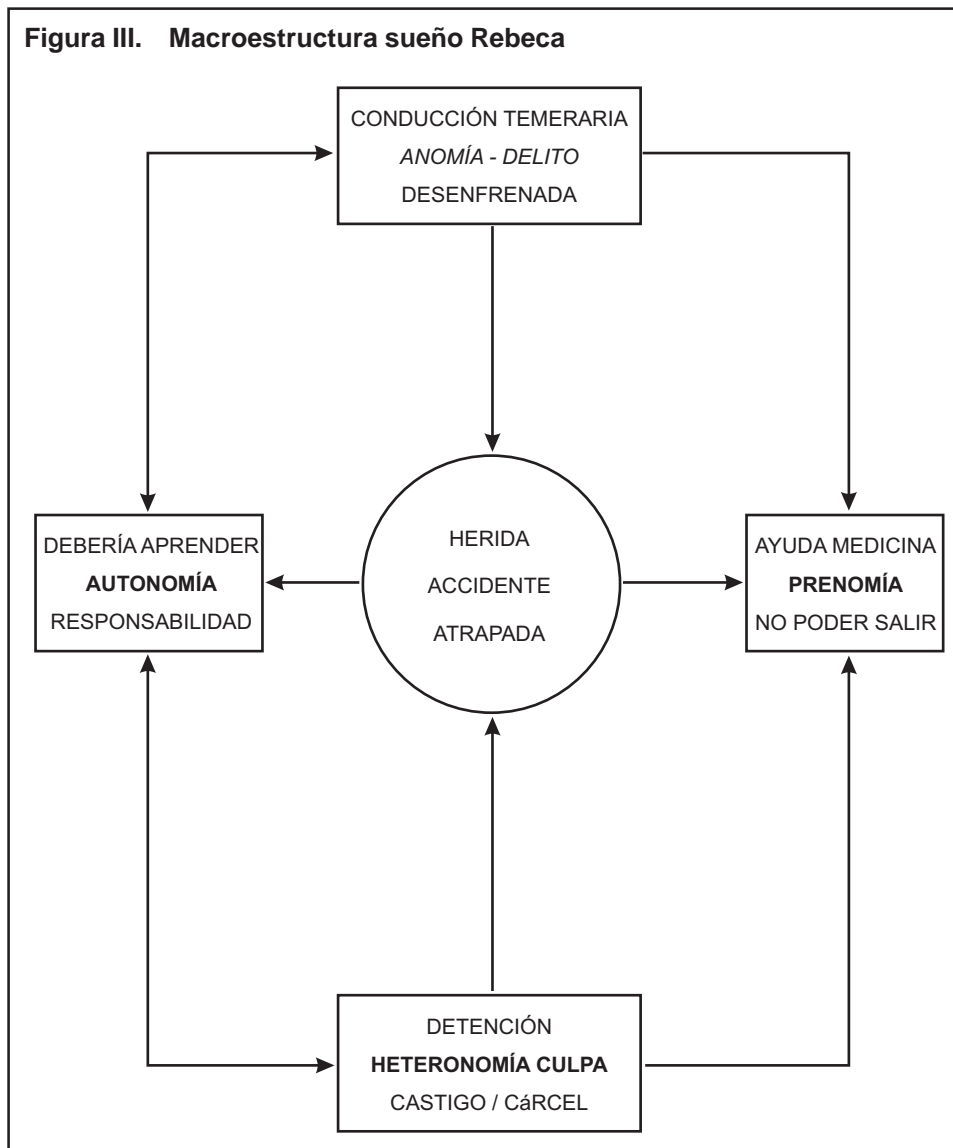 Figura III. Macroestructura sueño Rebeca
CONDUCCIÓN TEMERARIA
ANOMÍA - DELITO
DESENFRENADA
DEBERÍA APRENDER
AUTONOMÍA
RESPONSABILIDAD
HERIDA
ACCIDENTE
ATRAPADA
AYUDA MEDICINA
PRENOMÍA
NO PODER SALIR
DETENCIÓN
HETERONOMÍA CULPA
CASTIGO / CáRCEL